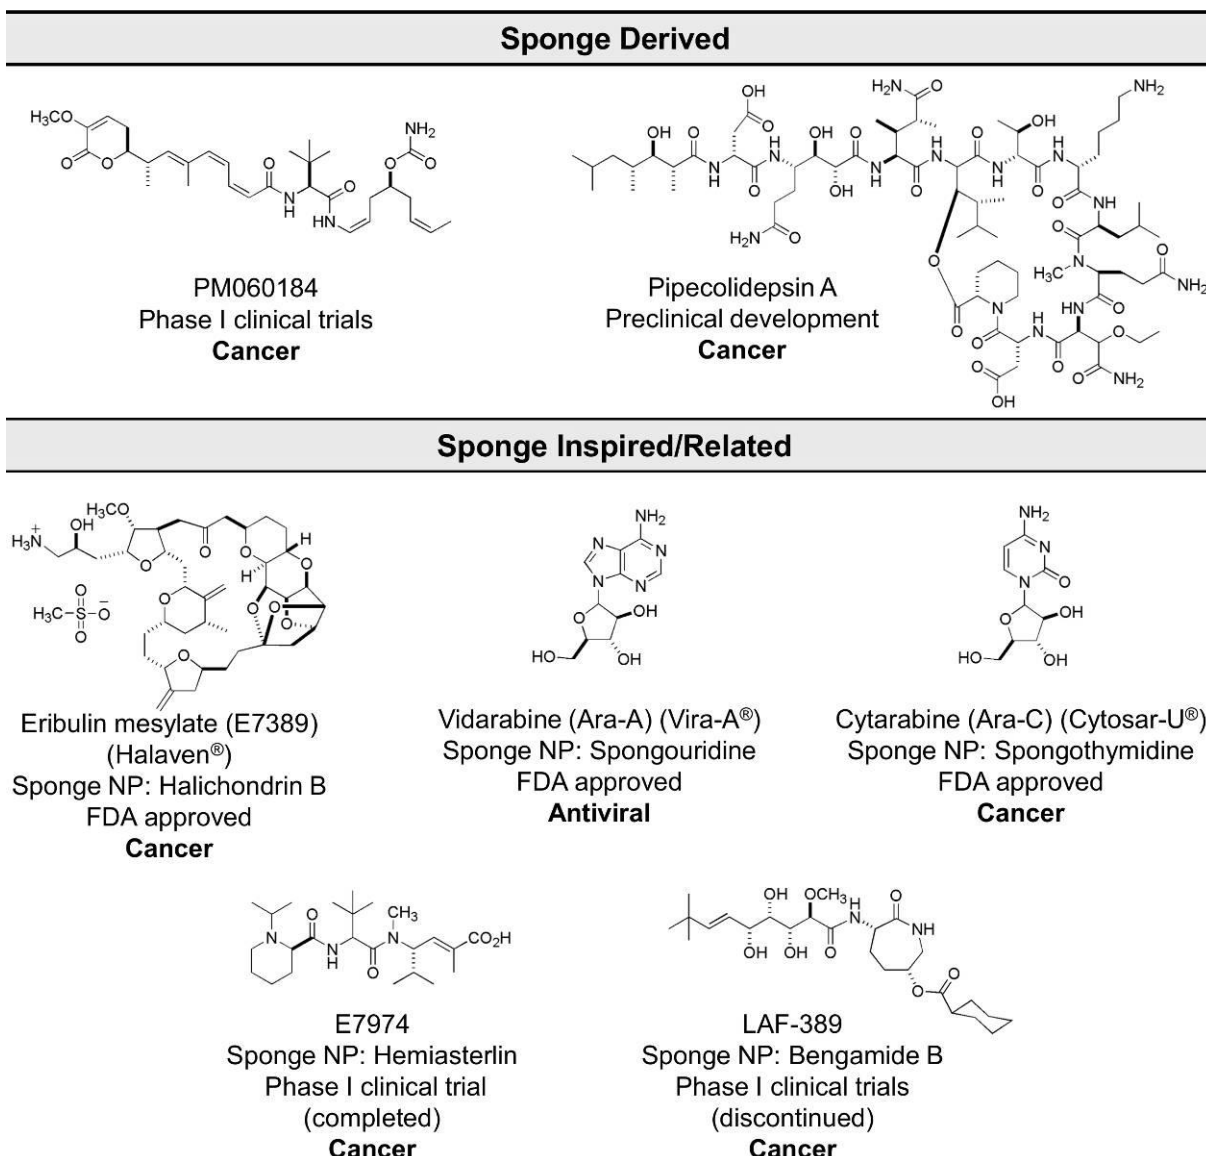 Sponge Derived
PM060184
Phase I clinical trials
Cancer
Pipecolidepsin A
Preclinical development
Cancer
Sponge Inspired/Related
Eribulin mesylate (E7389)
(Halaven®)
Sponge NP: Halichondrin B
FDA approved
Cancer
Vidarabine (Ara-A) (Vira-A®)
Sponge NP: Spongouridine
FDA approved
Antiviral
Cytarabine (Ara-C) (Cytosar-U®)
Sponge NP: Spongothymidine
FDA approved
Cancer
E7974
Sponge NP: Hemiasterlin
Phase I clinical trial
(completed)
Cancer
LAF-389
Sponge NP: Bengamide B
Phase I clinical trials
(discontinued)
Cancer